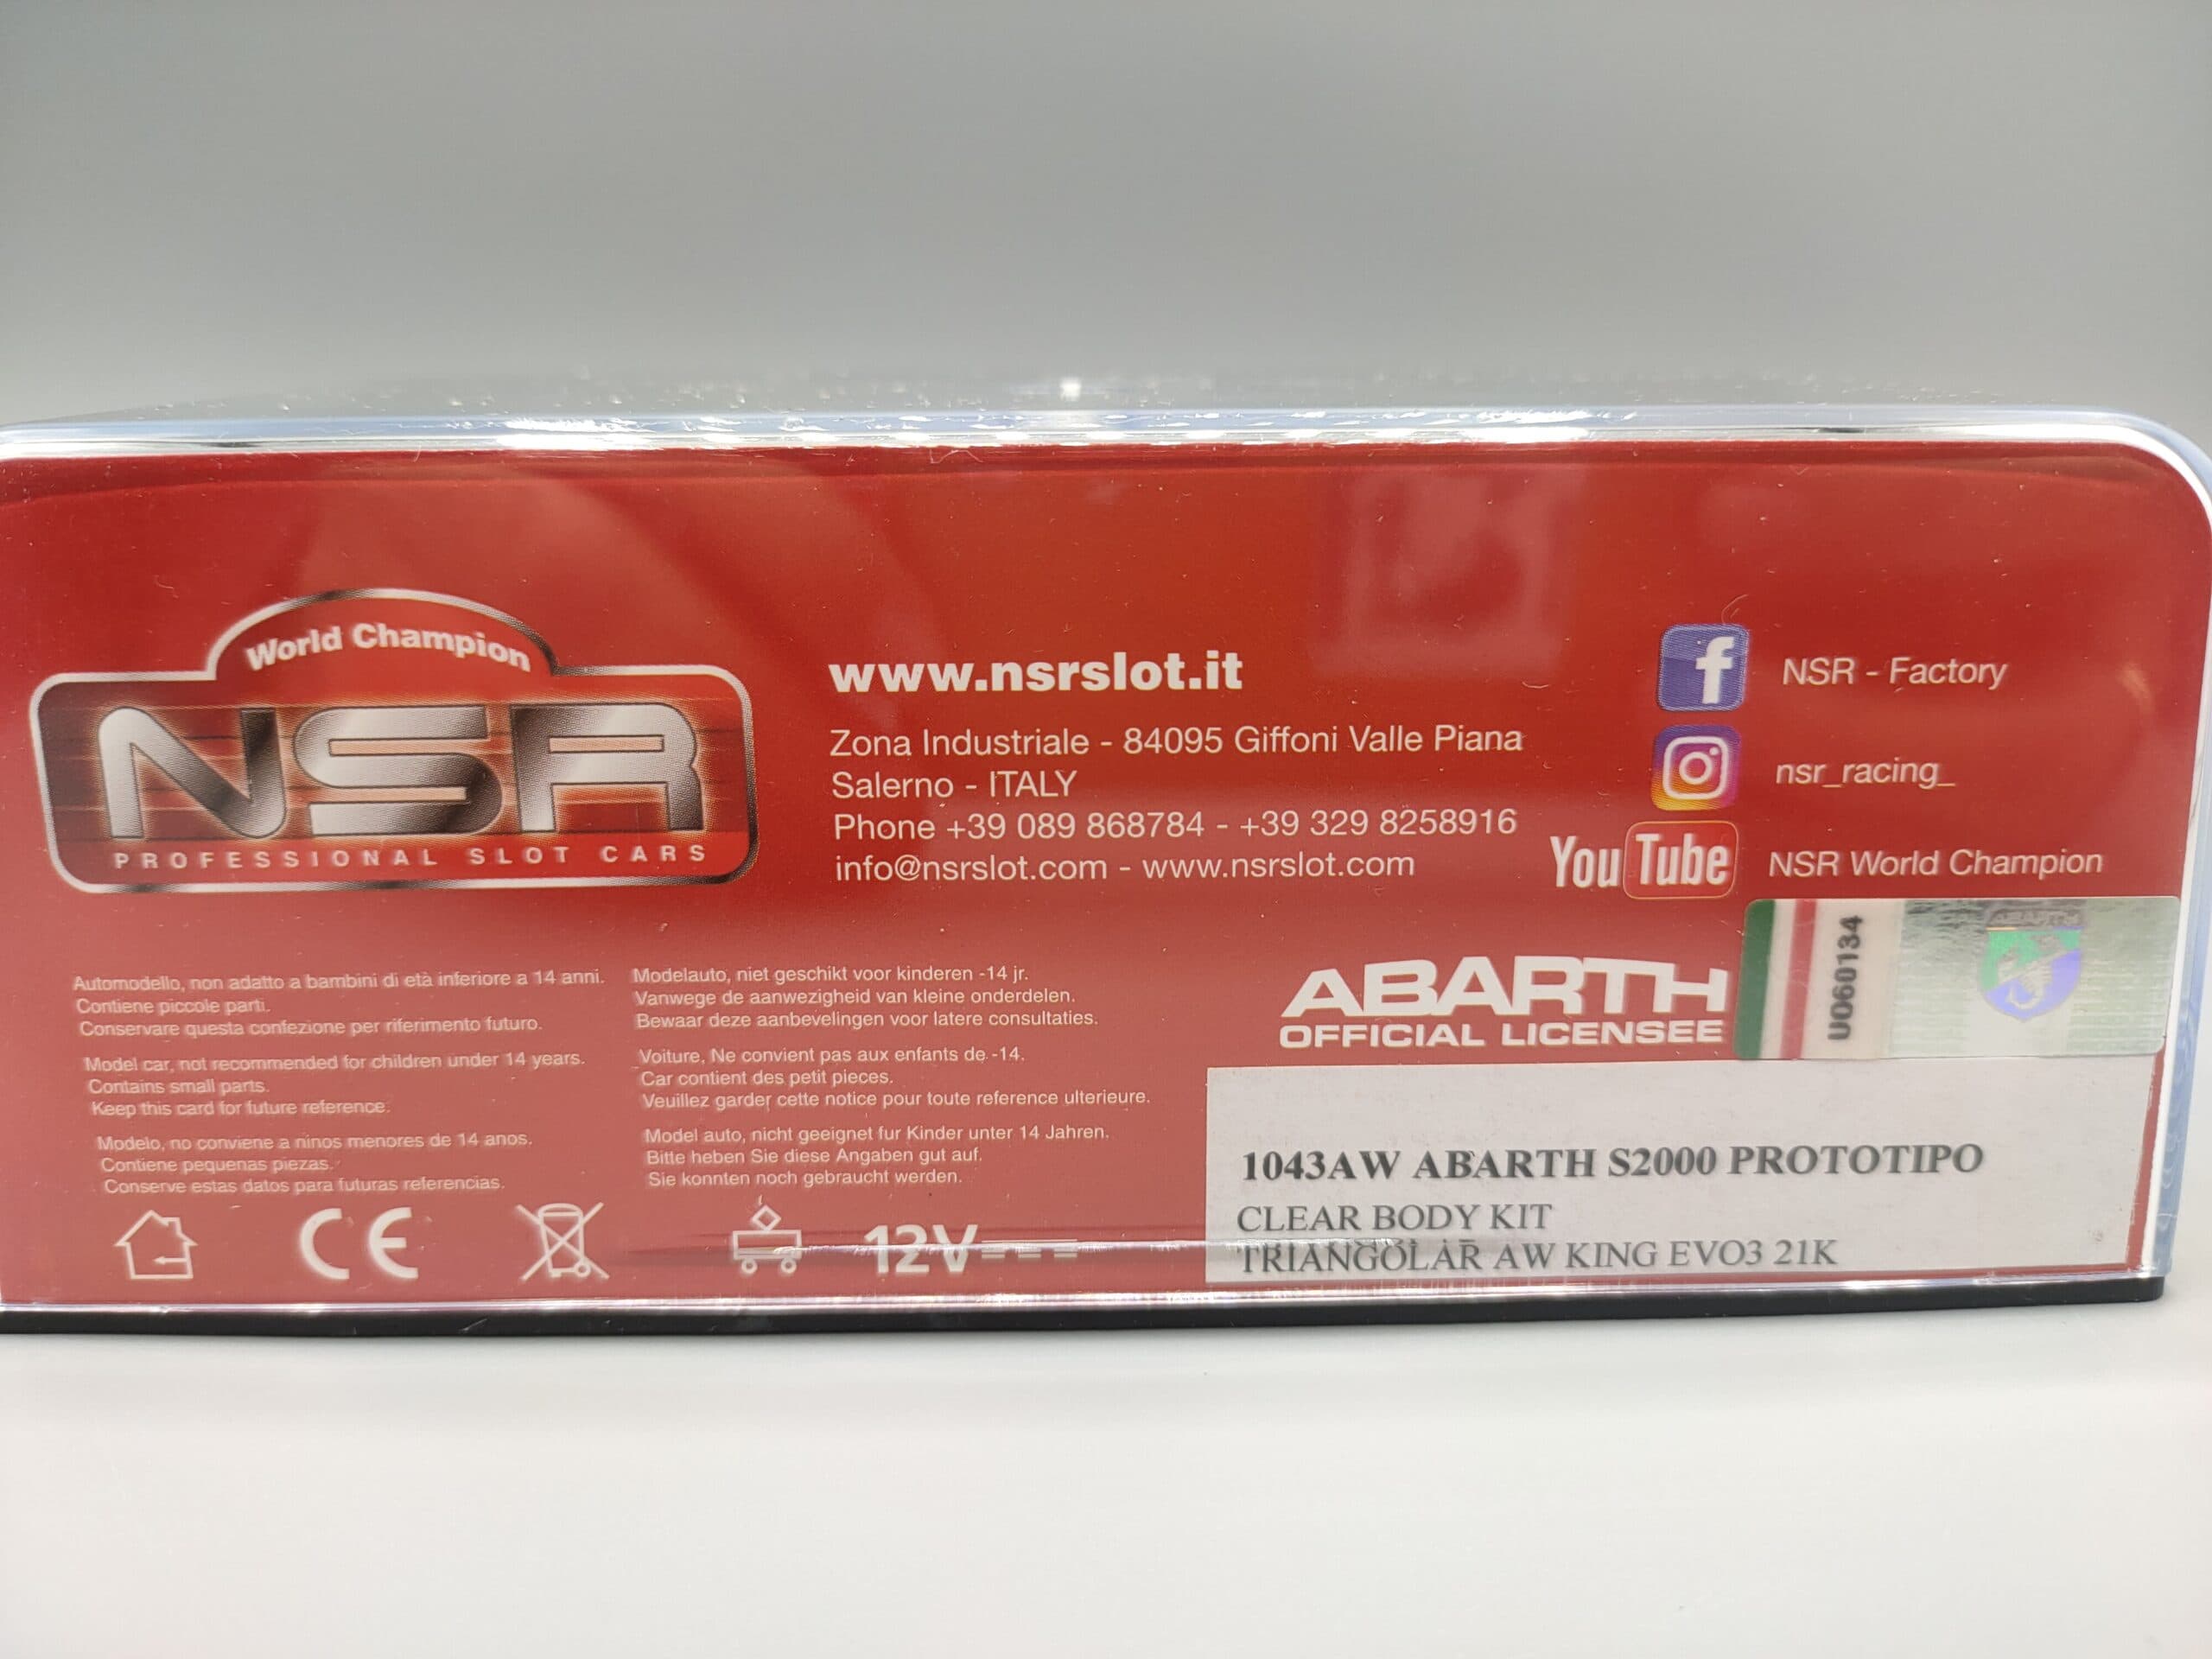 World Champion
NSR
PROFESSIONAL SLOT CARS
www.nsrslot.it
Zona Industriale - 84095 Giffoni Valle Piana
Salerno - ITALY
Phone +39 089 868784 - +39 329 8258916
info@nsrslot.com - www.nsrslot.com
f NSR - Factory
nsr_racing_
YouTube NSR World Champion
Automodello, non adatto a bambini di età inferiore a 14 anni.
Contiene piccole parti.
Conservare questa confezione per riferimento futuro.
Model car, not recommended for children under 14 years.
Contains small parts.
Keep this card for future reference.
Modelo, no conviene a ninos menores de 14 anos.
Contiene pequenas piezas.
Conserve estas datos para futuras referencias.
Modelauto, niet geschikt voor kinderen -14 jr.
Vanwege de aanwezigheid van kleine onderdelen.
Bewaar deze aanbevelingen voor latere consultaties.
Voiture, Ne convient pas aux enfants de -14.
Car contient des petit pieces.
Veuillez garder cette notice pour toute reference ulterieure.
Model auto, nicht geeignet fur Kinder unter 14 Jahren.
Bitte heben Sie diese Angaben gut auf.
Sie konnten noch gebraucht werden.
CE
12V
ABARTH
OFFICIAL LICENSEE
U060134
ABARTH
1043AW ABARTH S2000 PROTOTIPO
CLEAR BODY KIT
TRIANGOLAR AW KING EVO3 21K